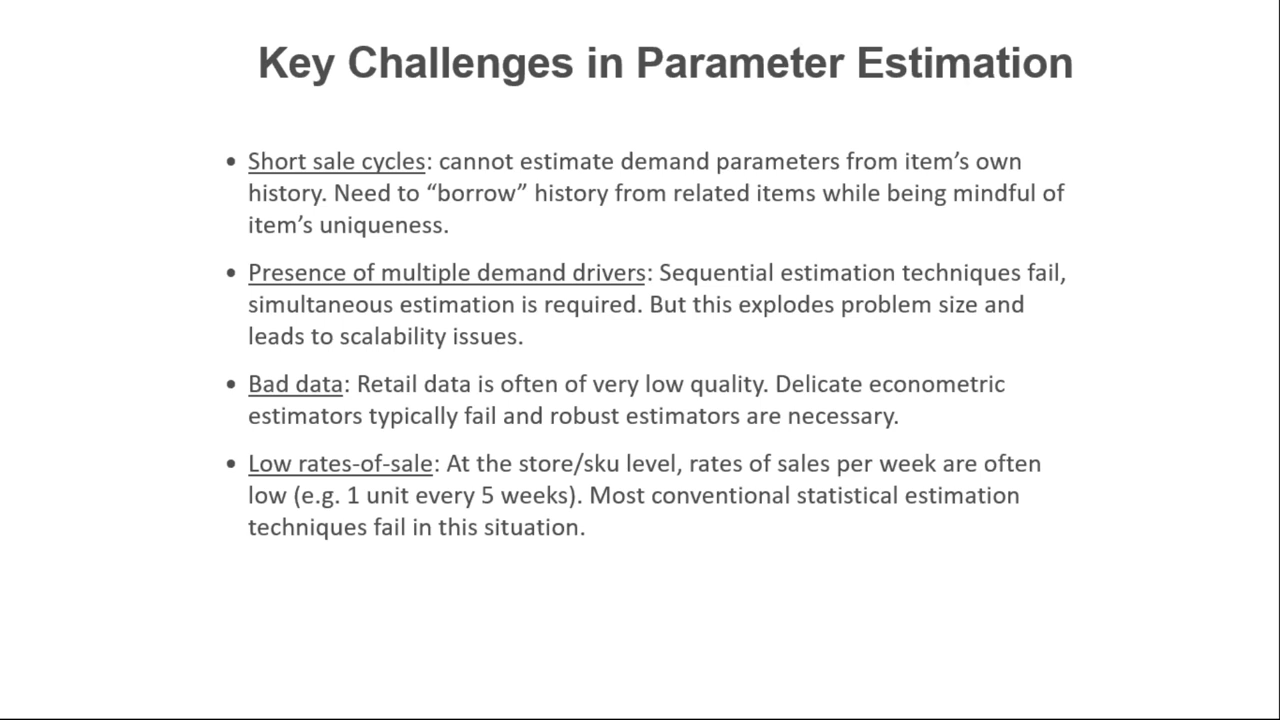 Key Challenges in Parameter Estimation
• Short sale cycles: cannot estimate demand parameters from item’s own
history. Need to “borrow” history from related items while being mindful of
item’s uniqueness.
• Presence of multiple demand drivers: Sequential estimation techniques fail,
simultaneous estimation is required. But this explodes problem size and
leads to scalability issues.
• Bad data: Retail data is often of very low quality. Delicate econometric
estimators typically fail and robust estimators are necessary.
• Low rates-of-sale: At the store/sku level, rates of sales per week are often
low (e.g. 1 unit every 5 weeks). Most conventional statistical estimation
techniques fail in this situation.